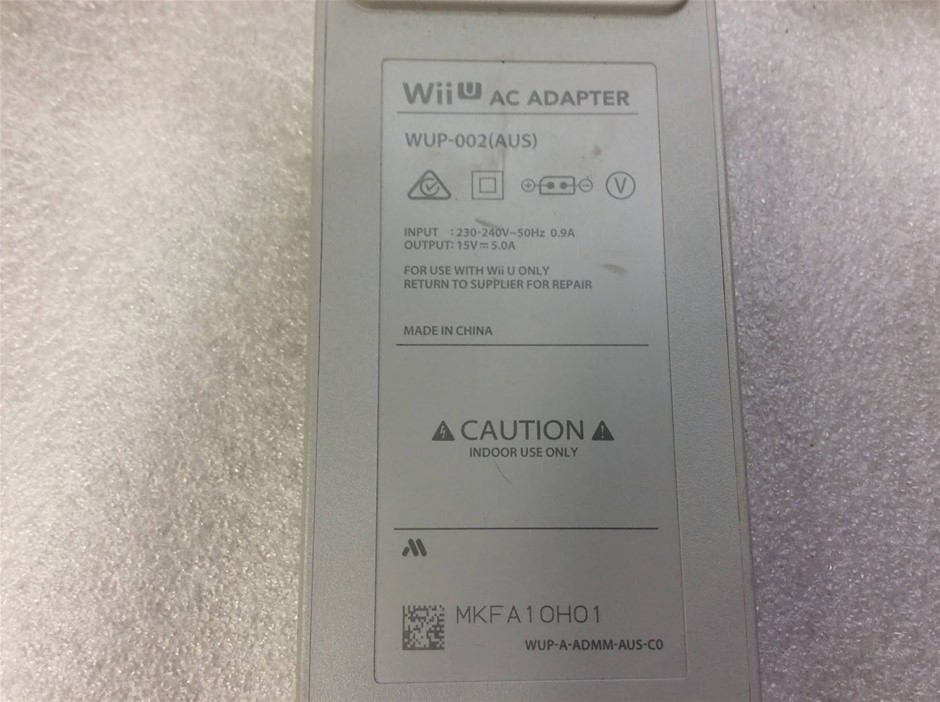 Wii U AC ADAPTER
WUP-002(AUS)
V
INPUT : 230-240V~50Hz 0.9A
OUTPUT: 15V⎓5.0A
FOR USE WITH Wii U ONLY
RETURN TO SUPPLIER FOR REPAIR
MADE IN CHINA
CAUTION
INDOOR USE ONLY
MKFA10H01
WUP-A-ADMM-AUS-C0